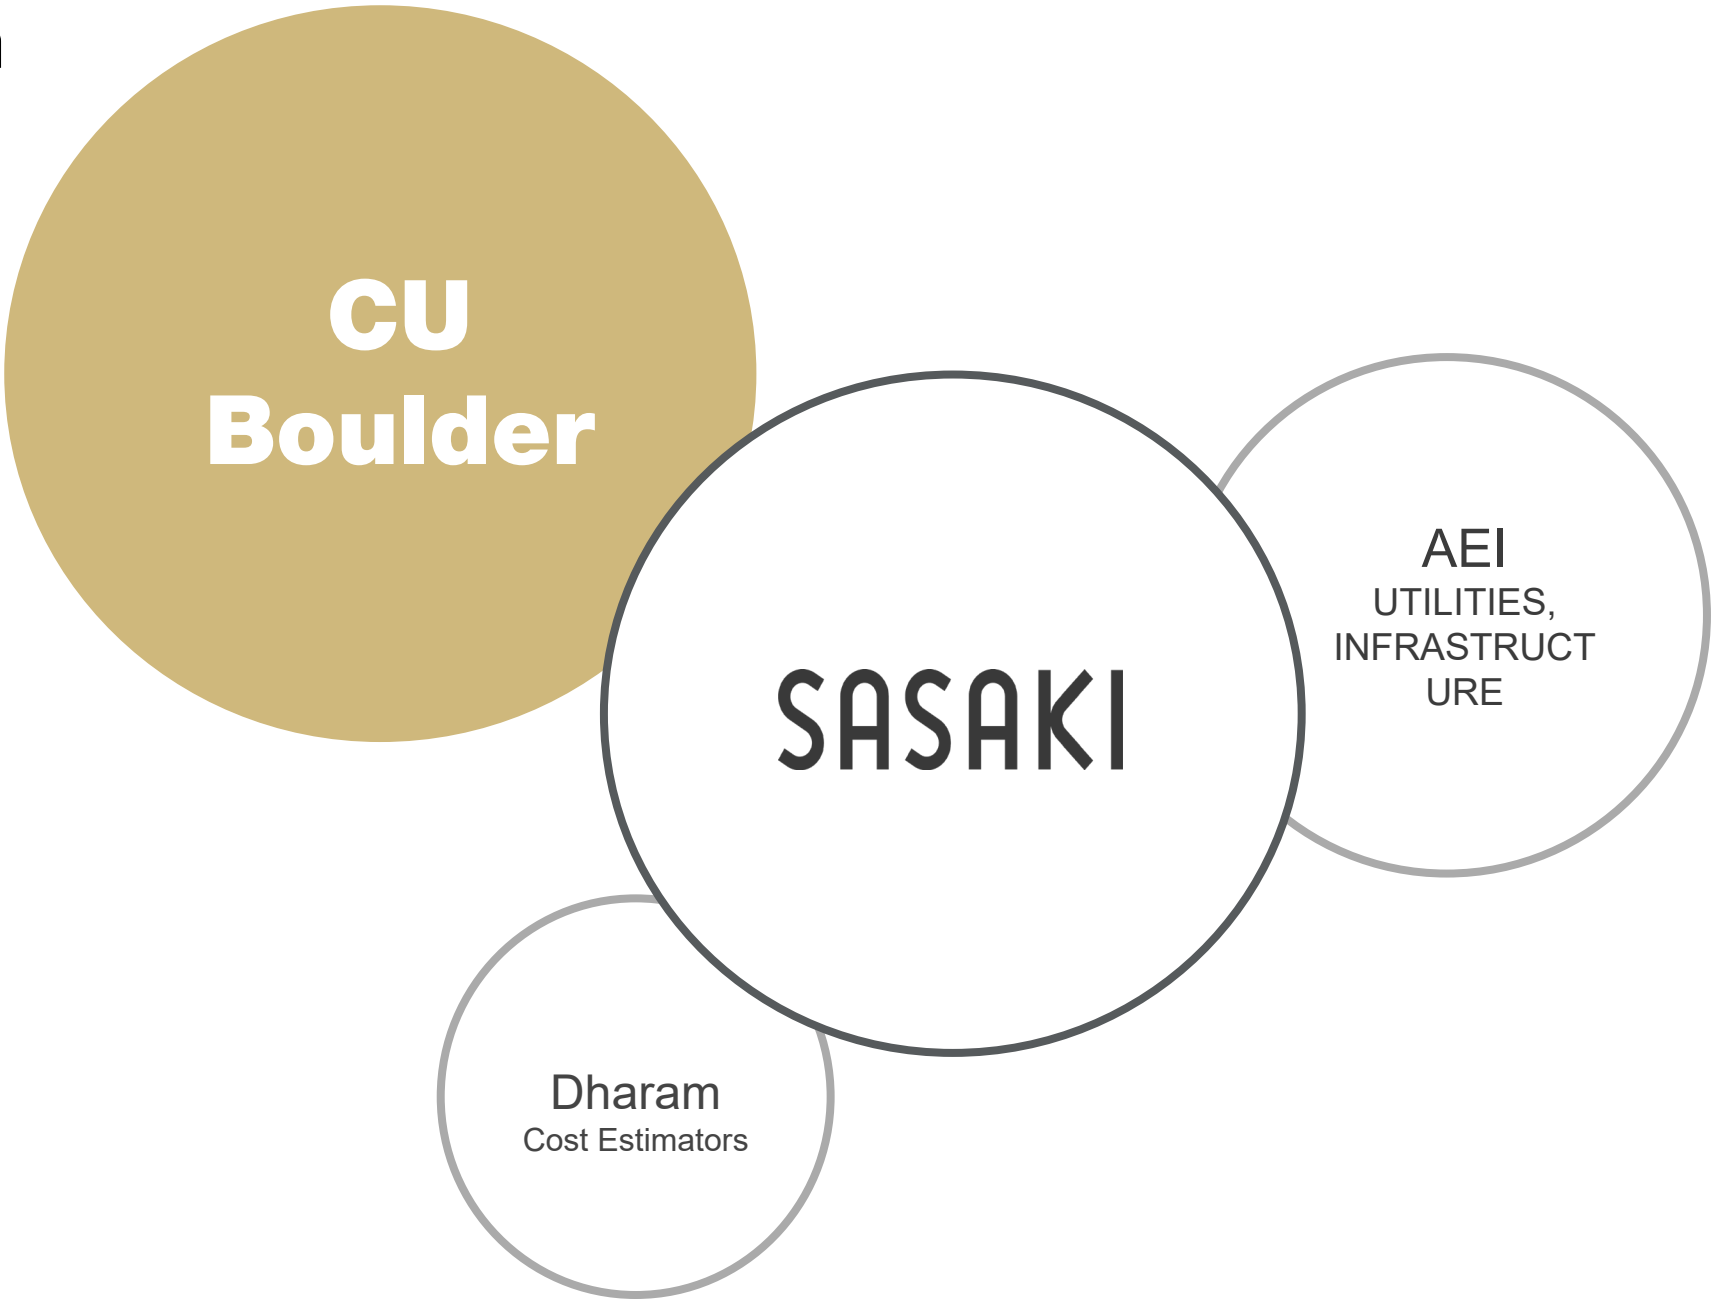 CU
Boulder
SASAKI
AEI
UTILITIES,
INFRASTRUCT
URE
Dharam
Cost Estimators